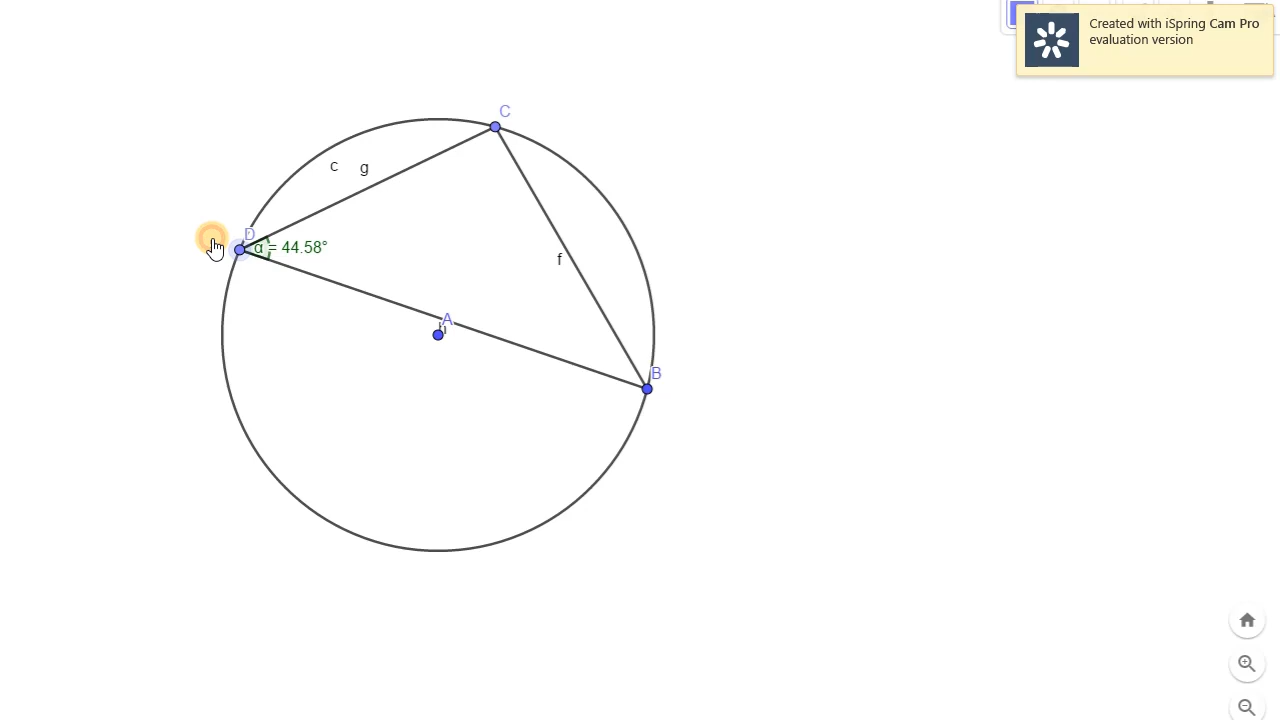 Created with iSpring Cam Pro
evaluation version
C
c
g
D
α = 44.58°
f
A
h
B